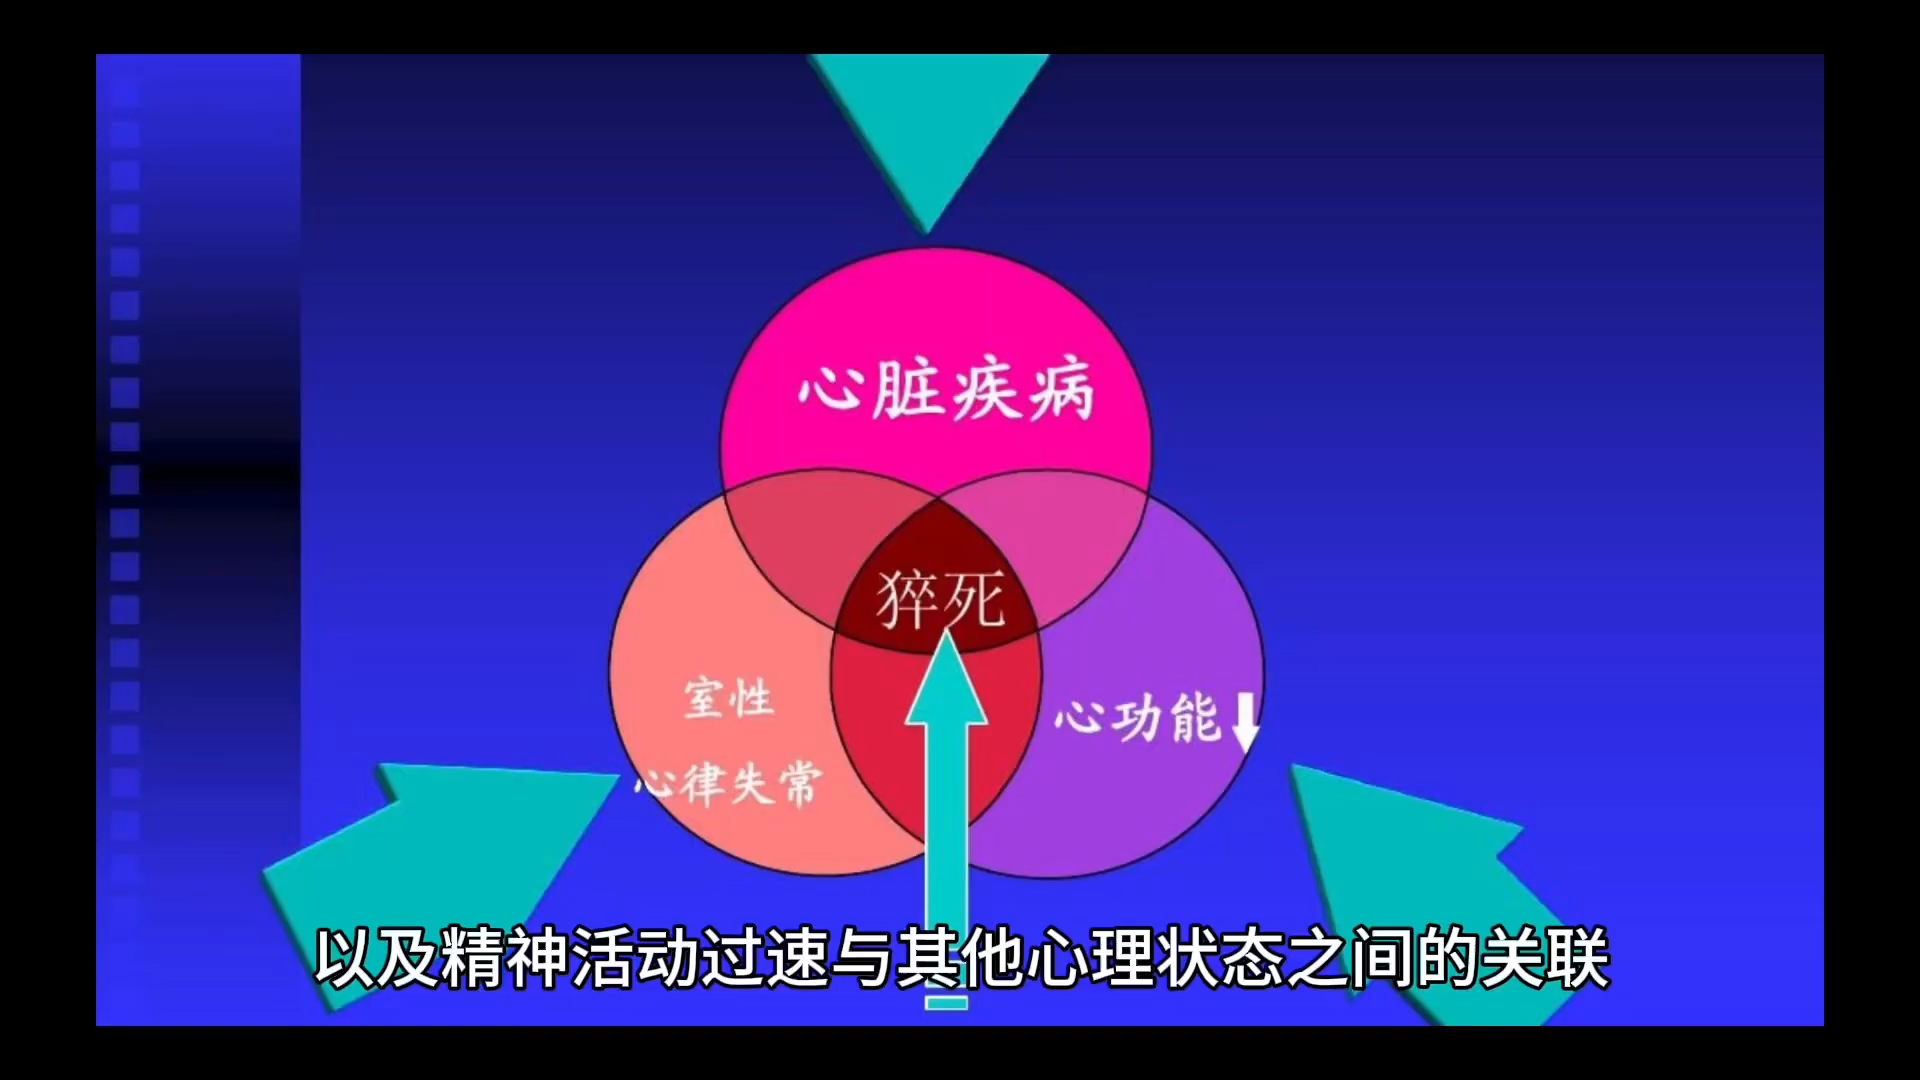 心脏疾病
猝死
室性
心律失常
心功能
以及精神活动过速与其他心理状态之间的关联